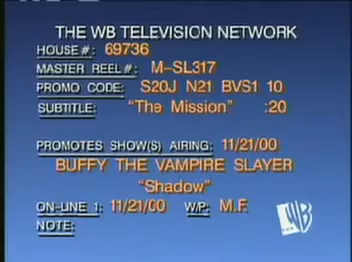 THE WB TELEVISION NETWORK
HOUSE#: 69736
MASTER REEL#: M-SL317
PROMO CODE: S20J N21 BVS1 10
SUBTITLE: "The Mission" :20
PROMOTES SHOW(S) AIRING: 11/21/00
BUFFY THE VAMPIRE SLAYER
"Shadow"
ON-LINE 1: 11/21/00 W/P: M.F.
NOTE:
WB